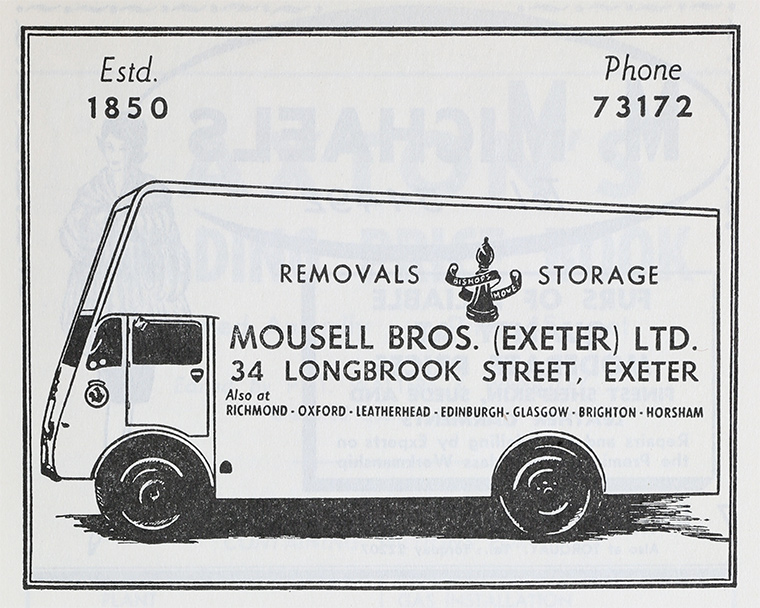 Estd.
1850
Phone
73172
REMOVALS
BISHOPS
MOVE
STORAGE
MOUSELL BROS. (EXETER) LTD.
34 LONGBROOK STREET, EXETER
Also at
RICHMOND - OXFORD - LEATHERHEAD - EDINBURGH - GLASGOW - BRIGHTON - HORSHAM